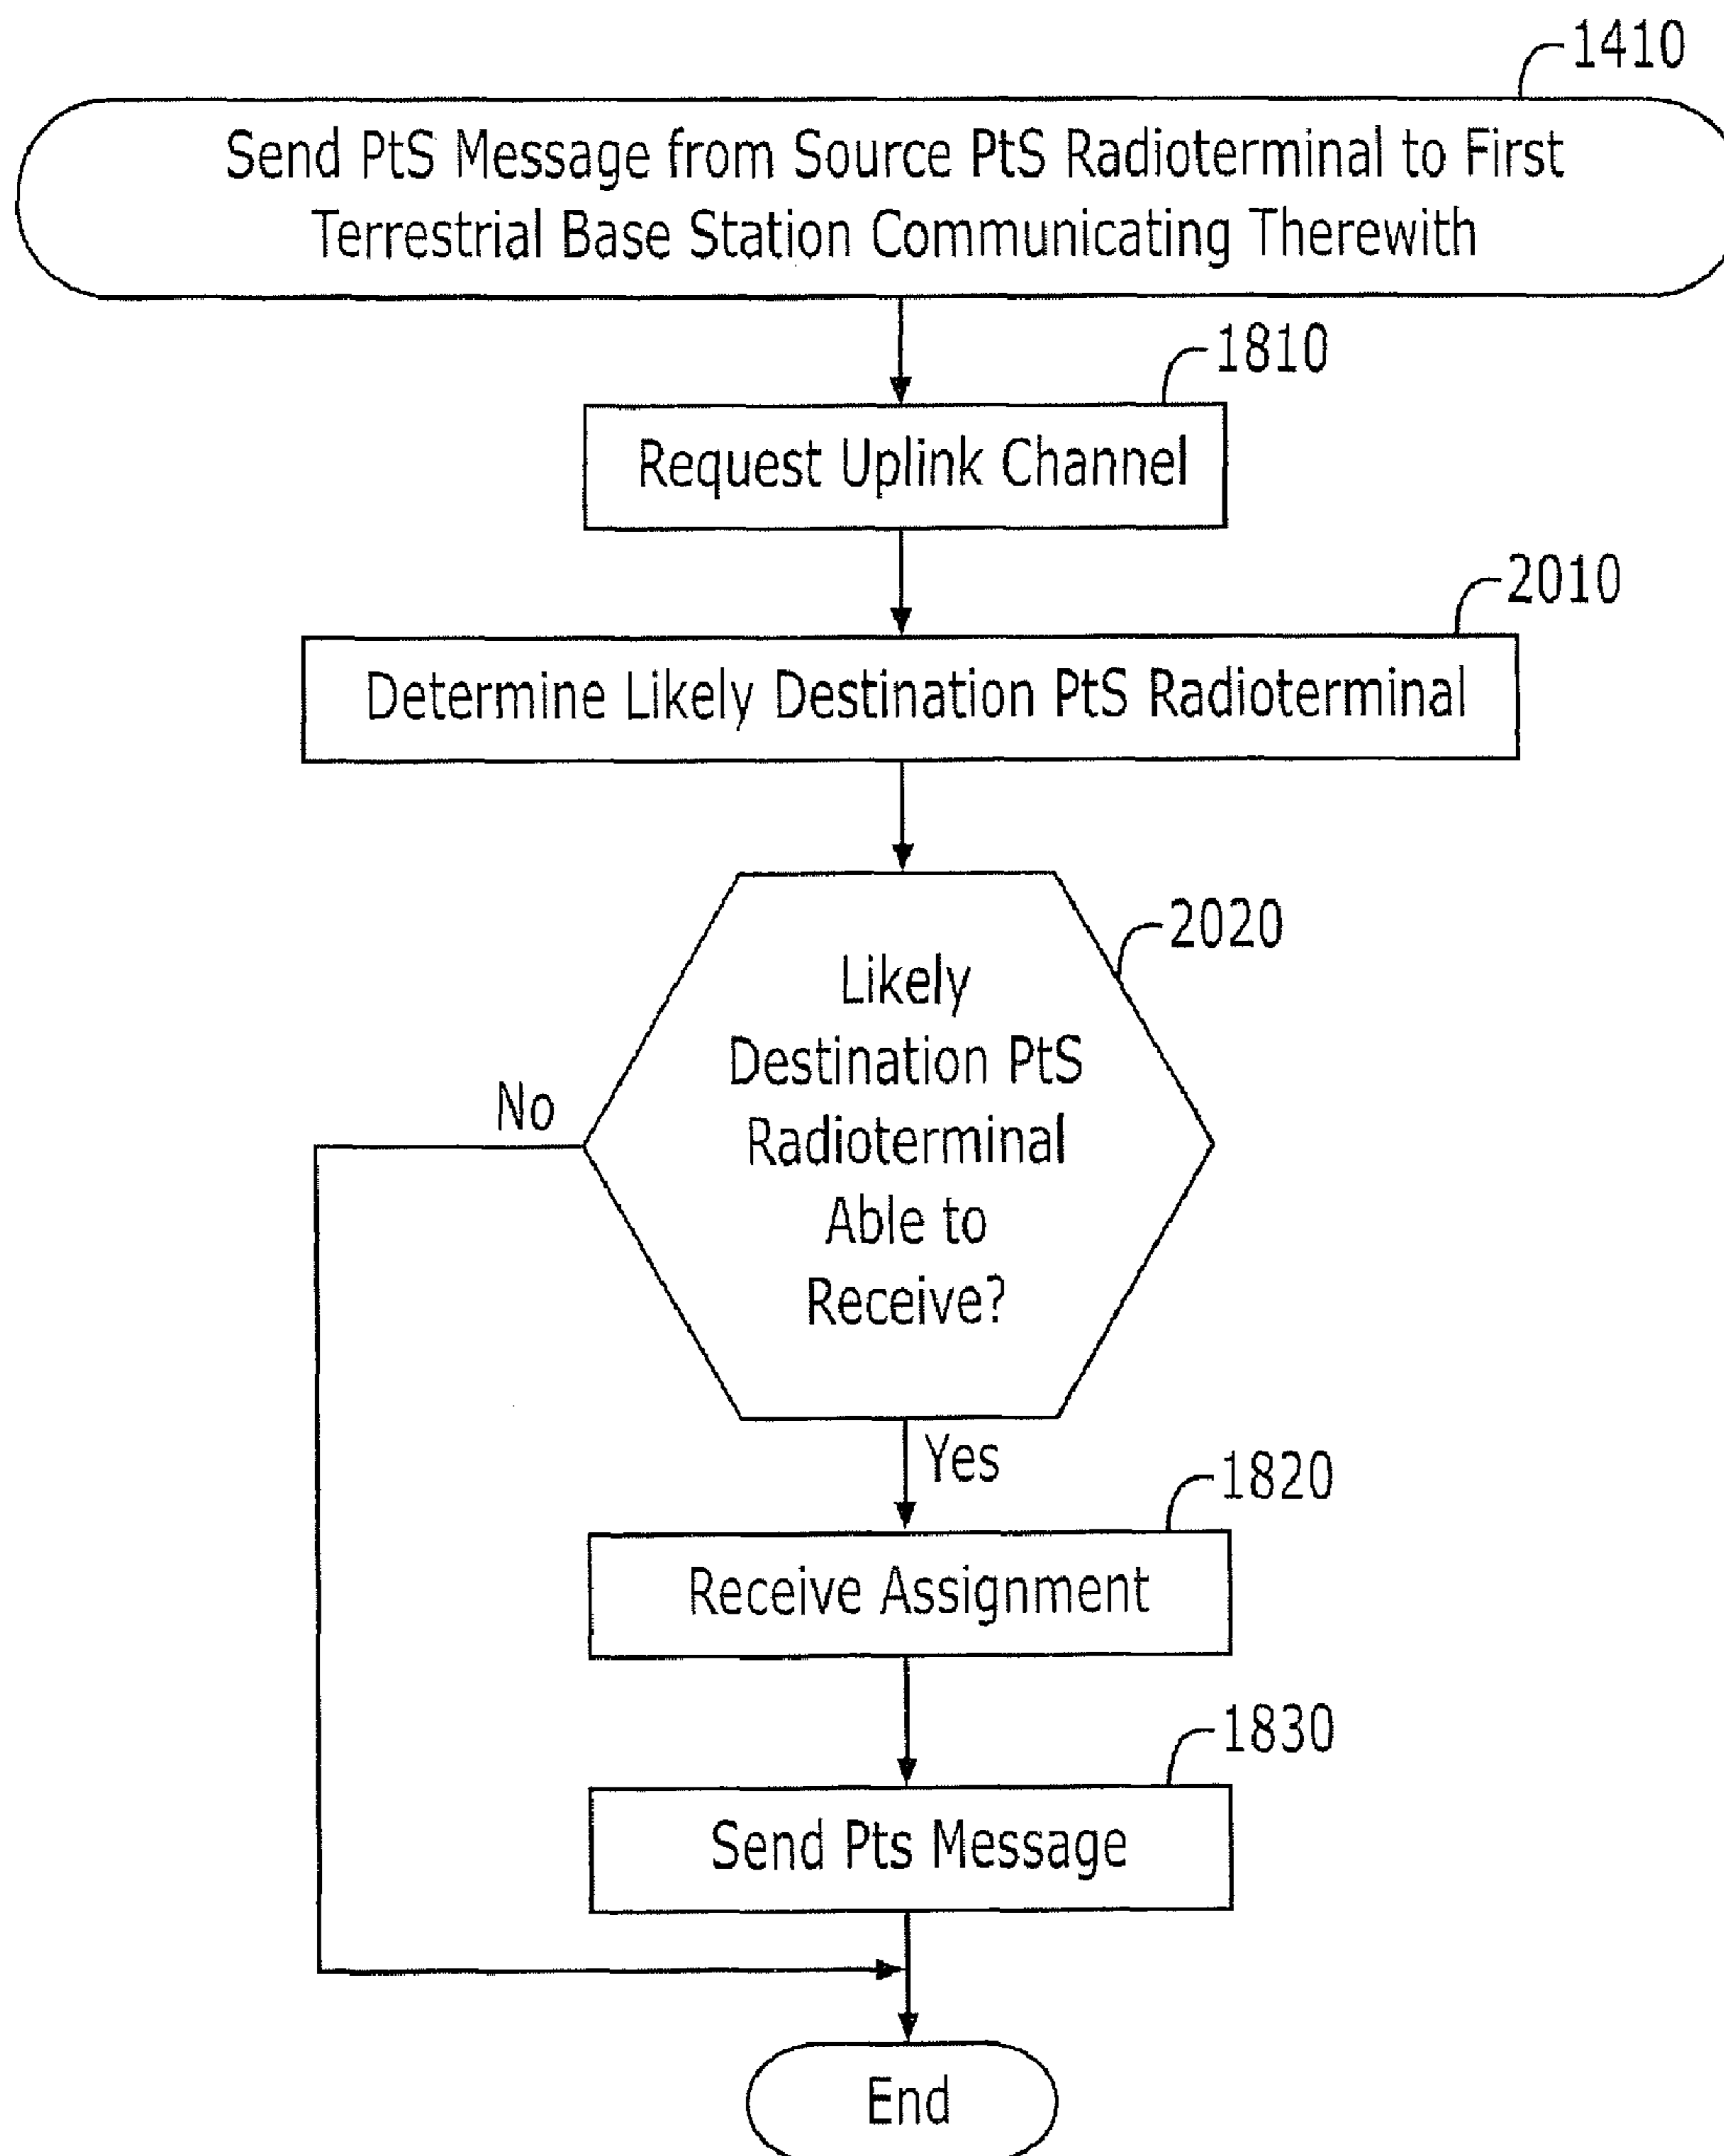 1410
Send PtS Message from Source PtS Radioterminal to First
Terrestrial Base Station Communicating Therewith
1810
Request Uplink Channel
2010
Determine Likely Destination PtS Radioterminal
2020
Likely
Destination PtS
Radioterminal
Able to
Receive?
No
Yes
1820
Receive Assignment
1830
Send Pts Message
End